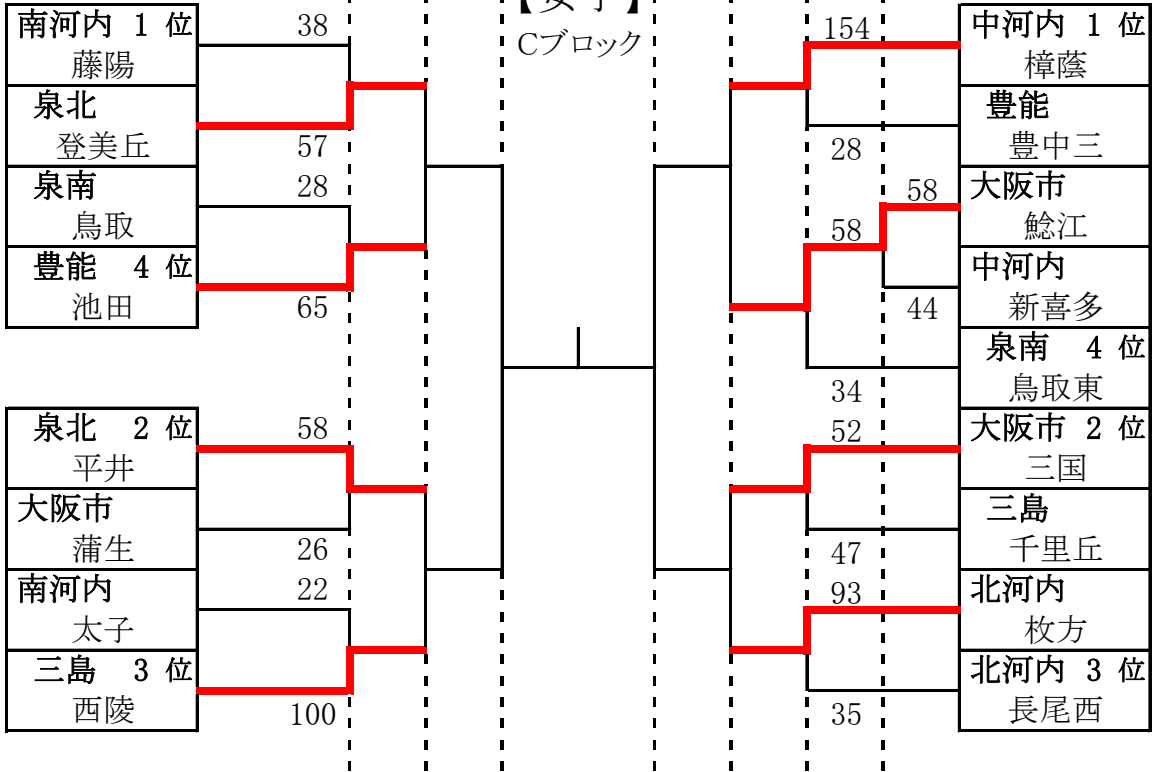 【女子】
Cブロック
南河内 1 位
藤陽
38
泉北
登美丘
57
泉南
鳥取
28
豊能 4 位
池田
65
泉北 2 位
平井
58
大阪市
蒲生
26
南河内
太子
22
三島 3 位
西陵
100
154
中河内 1 位
樟蔭
豊能
豊中三
28
58
大阪市
鯰江
58
中河内
新喜多
44
泉南 4 位
鳥取東
34
52
大阪市 2 位
三国
三島
千里丘
47
93
北河内
枚方
北河内 3 位
長尾西
35